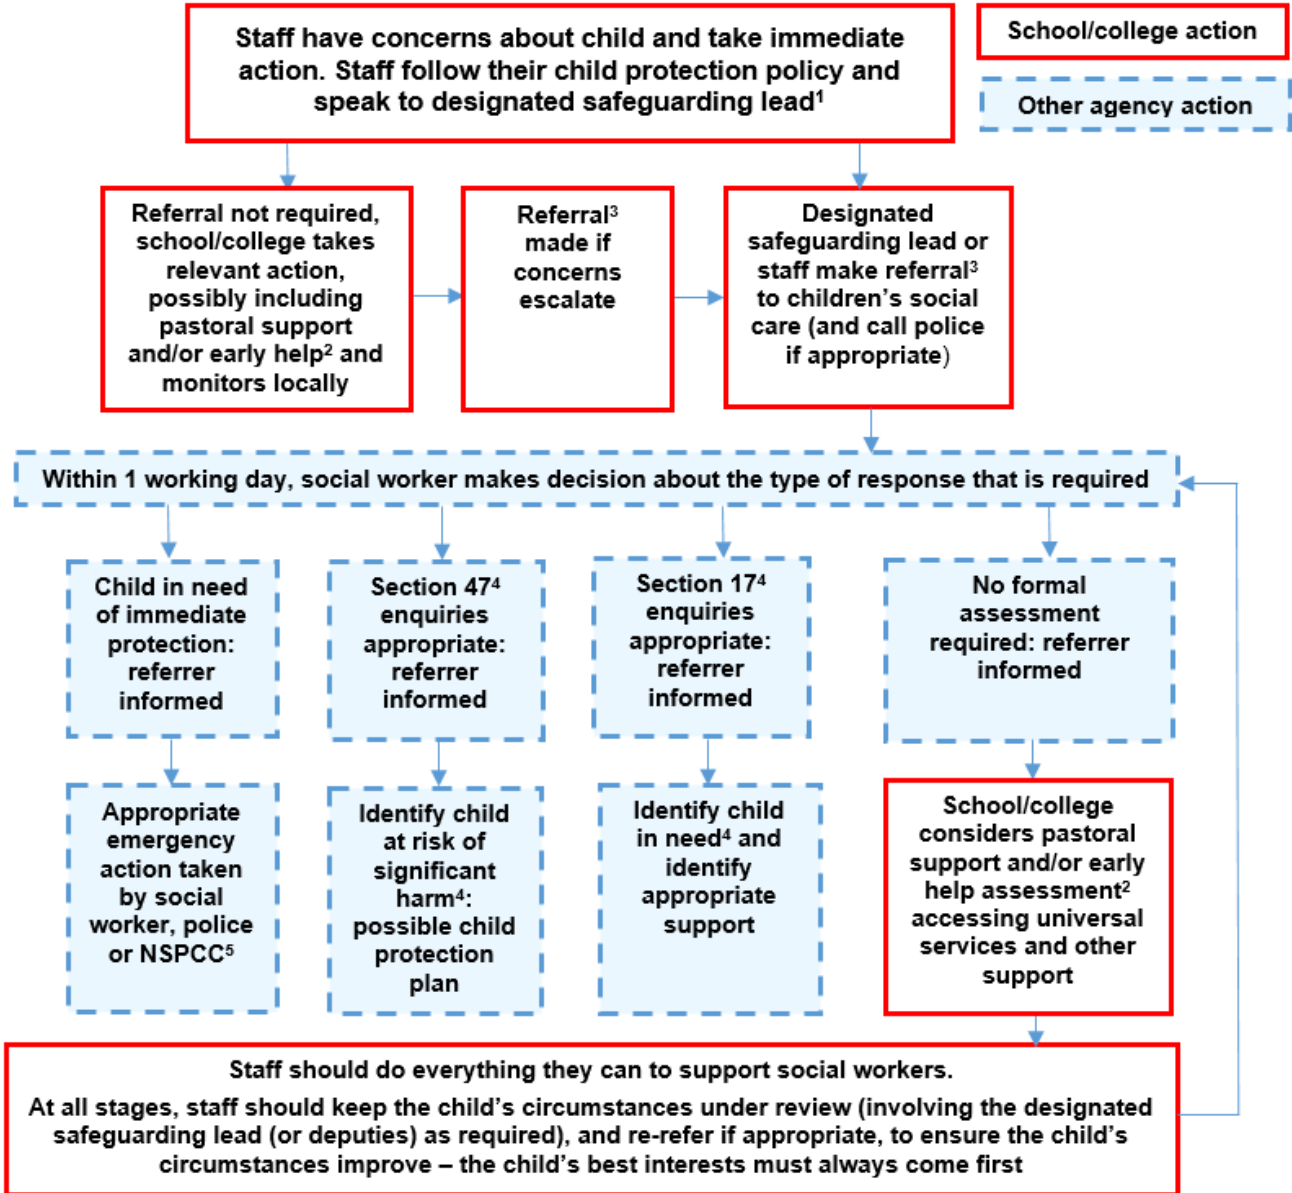 Staff have concerns about child and take immediate
action. Staff follow their child protection policy and
speak to designated safeguarding lead¹
School/college action
Other agency action
Referral not required,
school/college takes
relevant action,
possibly including
pastoral support
and/or early help² and
monitors locally
Referral³
made if
concerns
escalate
Designated
safeguarding lead or
staff make referral³
to children’s social
care (and call police
if appropriate)
Within 1 working day, social worker makes decision about the type of response that is required
Child in need
of immediate
protection:
referrer
informed
Section 47⁴
enquiries
appropriate:
referrer
informed
Section 17⁴
enquiries
appropriate:
referrer
informed
No formal
assessment
required: referrer
informed
Appropriate
emergency
action taken
by social
worker, police
or NSPCC⁵
Identify child
at risk of
significant
harm⁴:
possible child
protection
plan
Identify child
in need⁴ and
identify
appropriate
support
School/college
considers pastoral
support and/or early
help assessment²
accessing universal
services and other
support
Staff should do everything they can to support social workers.
At all stages, staff should keep the child’s circumstances under review (involving the designated
safeguarding lead (or deputies) as required), and re-refer if appropriate, to ensure the child’s
circumstances improve – the child’s best interests must always come first